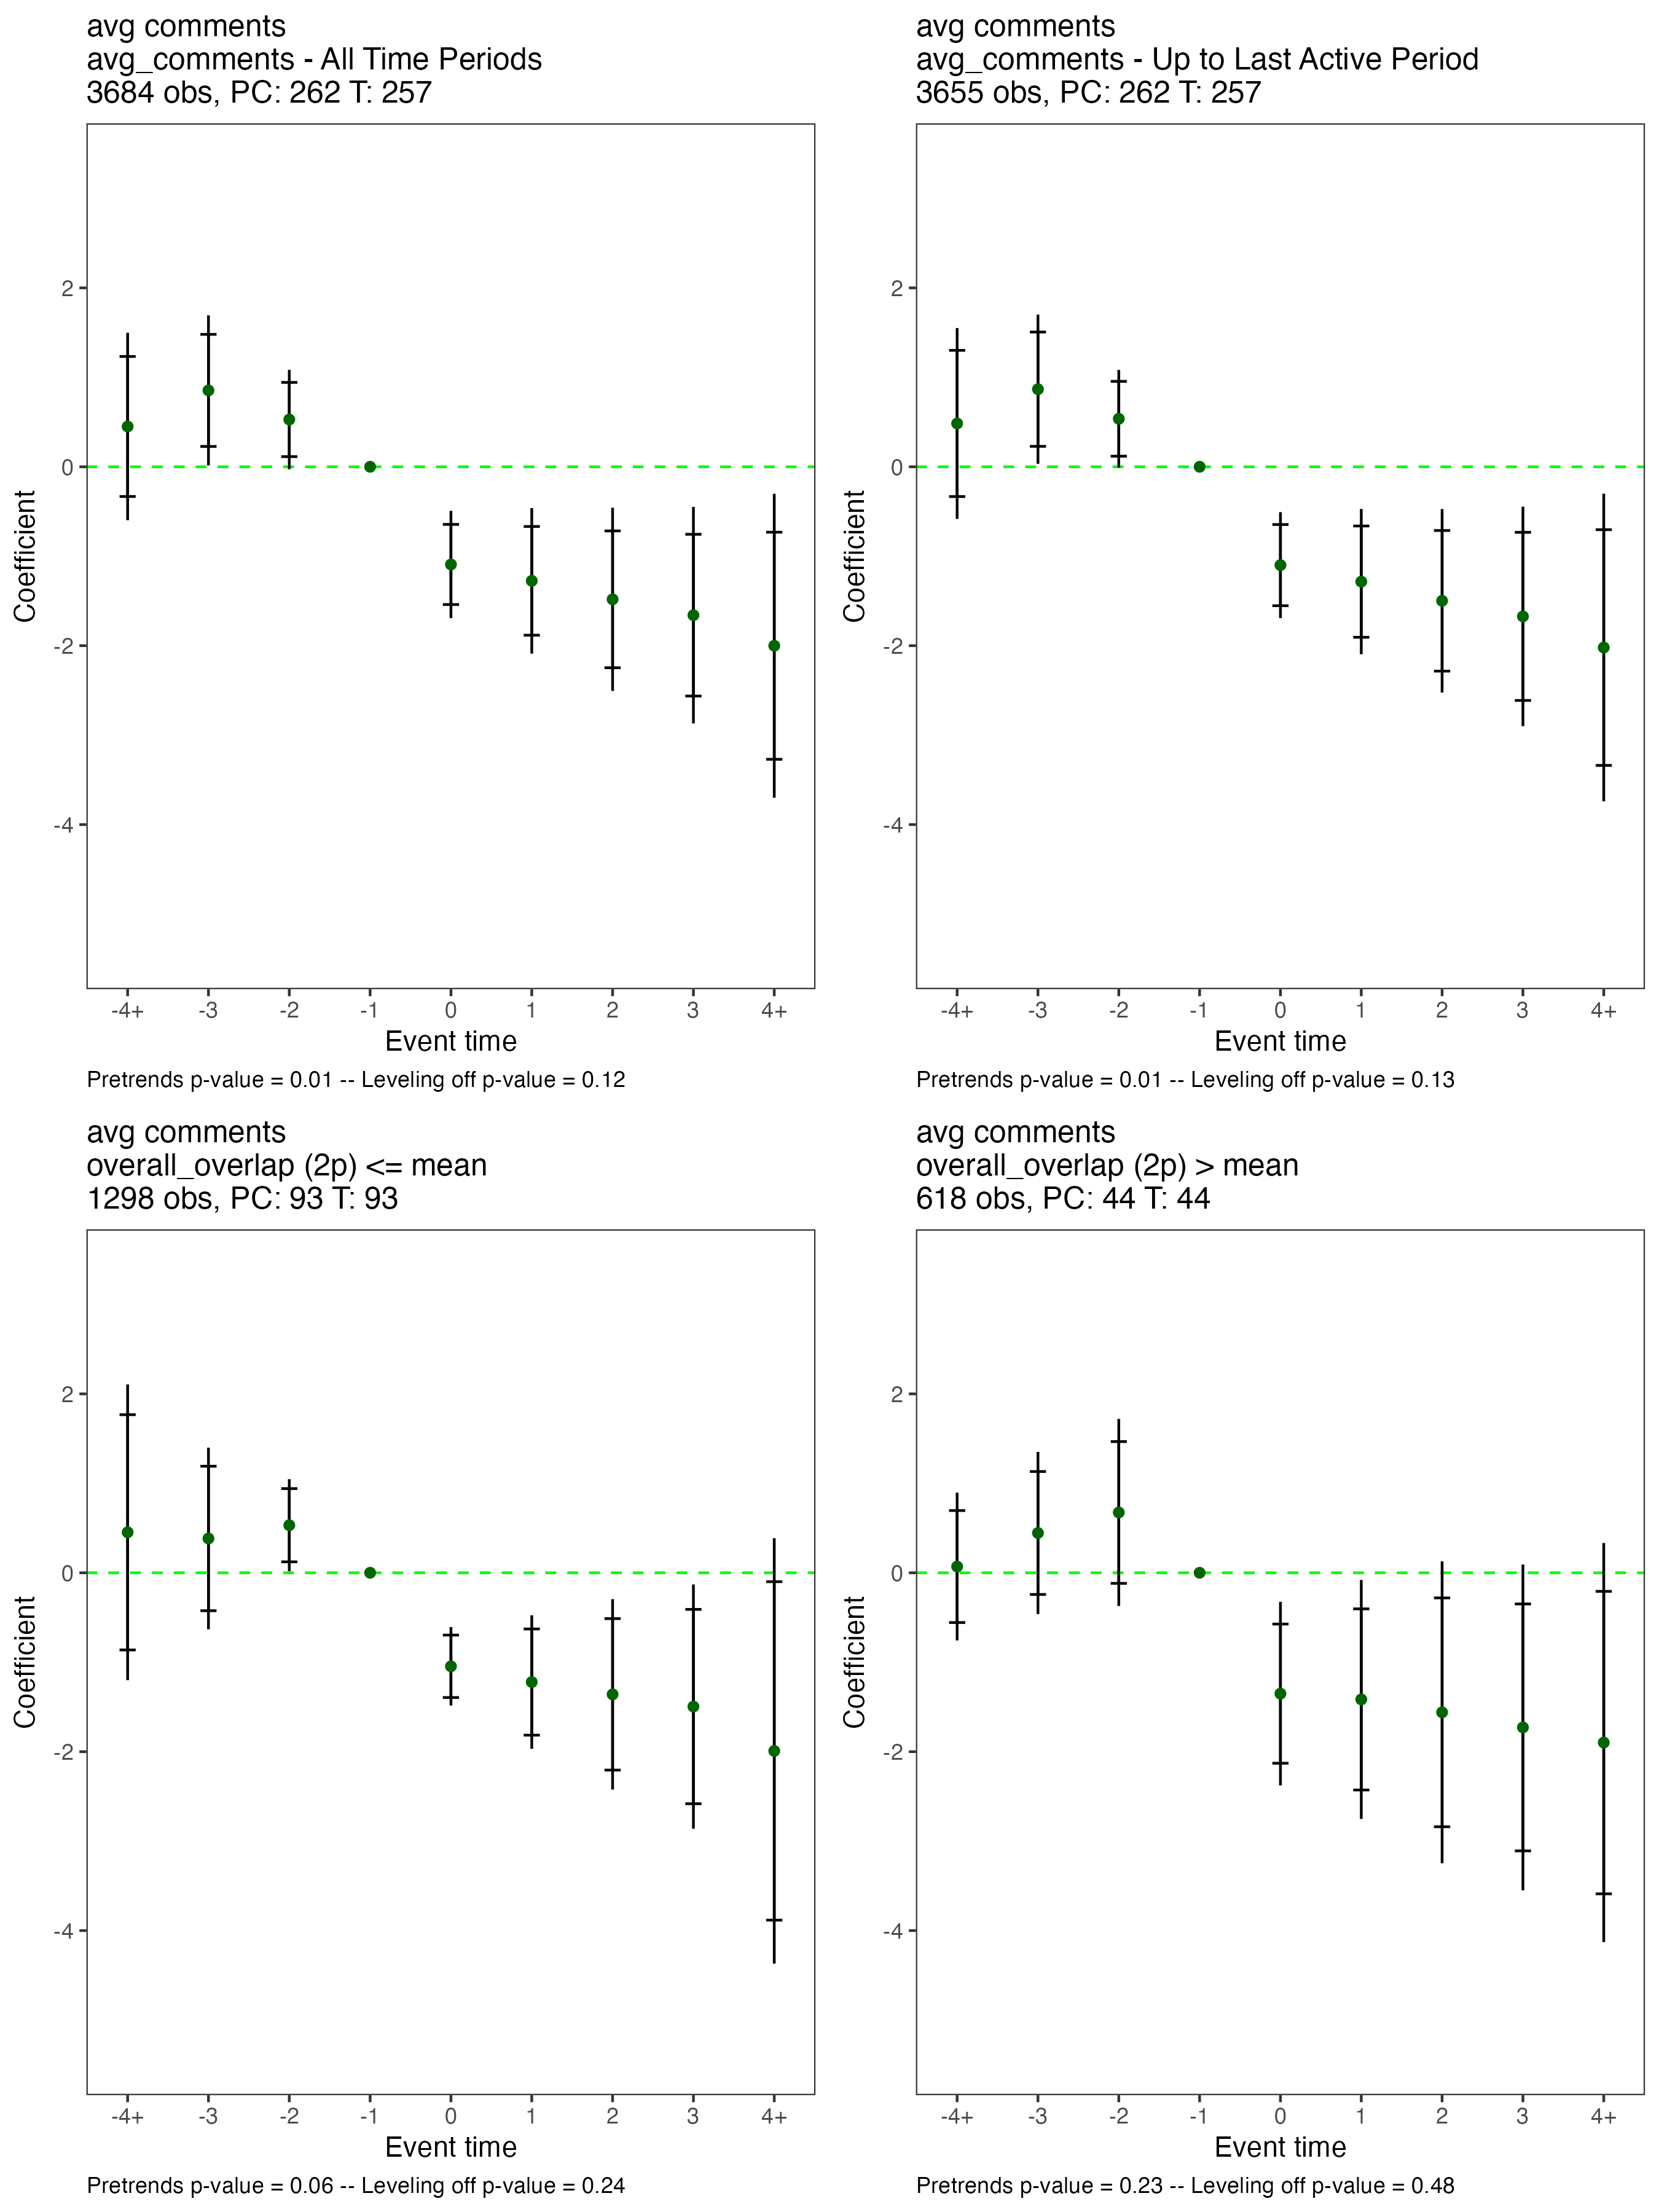 avg comments
avg_comments - All Time Periods
3684 obs, PC: 262 T: 257
2
0
-2
-4
Coefficient
-4+ -3 -2 -1 0 1 2 3 4+
Event time
Pretrends p-value = 0.01 -- Leveling off p-value = 0.12
avg comments
avg_comments - Up to Last Active Period
3655 obs, PC: 262 T: 257
2
0
-2
-4
Coefficient
-4+ -3 -2 -1 0 1 2 3 4+
Event time
Pretrends p-value = 0.01 -- Leveling off p-value = 0.13
avg comments
overall_overlap (2p) <= mean
1298 obs, PC: 93 T: 93
2
0
-2
-4
Coefficient
-4+ -3 -2 -1 0 1 2 3 4+
Event time
Pretrends p-value = 0.06 -- Leveling off p-value = 0.24
avg comments
overall_overlap (2p) > mean
618 obs, PC: 44 T: 44
2
0
-2
-4
Coefficient
-4+ -3 -2 -1 0 1 2 3 4+
Event time
Pretrends p-value = 0.23 -- Leveling off p-value = 0.48